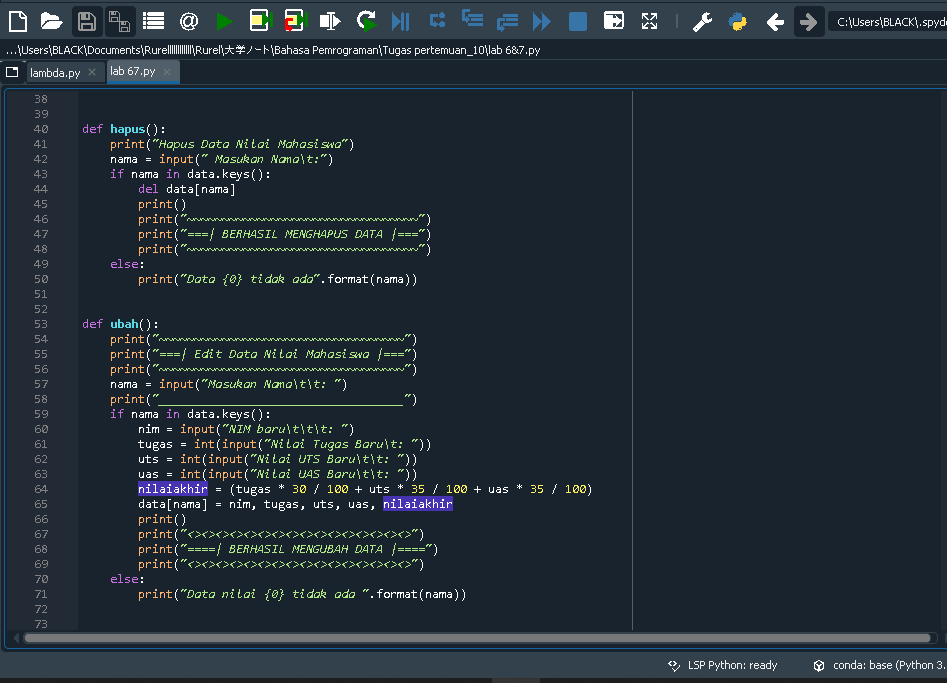 C:\Users\BLACK\.spyde
...\Users\BLACK\Documents\Rurelllllllllll\Rurel\大学ノート\Bahasa Pemrograman\Tugas pertemuan_10\lab 6&7.py
lambda.py × lab 67.py ×
38
39
40 def hapus():
41 print("Hapus Data Nilai Mahasiswa")
42 nama = input(" Masukan Nama\t:")
43 if nama in data.keys():
44 del data[nama]
45 print()
46 print("~~~~~~~~~~~~~~~~~~~~~~~~~~~~~~~~~")
47 print("===| BERHASIL MENGHAPUS DATA |===")
48 print("~~~~~~~~~~~~~~~~~~~~~~~~~~~~~~~~~")
49 else:
50 print("Data {0} tidak ada".format(nama))
51
52
53 def ubah():
54 print("~~~~~~~~~~~~~~~~~~~~~~~~~~~~~~~~~~~")
55 print("===| Edit Data Nilai Mahasiswa |===")
56 print("~~~~~~~~~~~~~~~~~~~~~~~~~~~~~~~~~~~")
57 nama = input("Masukan Nama\t\t: ")
58 print("___________________________________")
59 if nama in data.keys():
60 nim = input("NIM baru\t\t\t: ")
61 tugas = int(input("Nilai Tugas Baru\t: "))
62 uts = int(input("Nilai UTS Baru\t\t: "))
63 uas = int(input("Nilai UAS Baru\t\t: "))
64 nilaiakhir = (tugas * 30 / 100 + uts * 35 / 100 + uas * 35 / 100)
65 data[nama] = nim, tugas, uts, uas, nilaiakhir
66 print()
67 print("<><><><><><><><><><><><><><><><>")
68 print("====| BERHASIL MENGUBAH DATA |====")
69 print("<><><><><><><><><><><><><><><><>")
70 else:
71 print("Data nilai {0} tidak ada ".format(nama))
72
73
LSP Python: ready conda: base (Python 3.